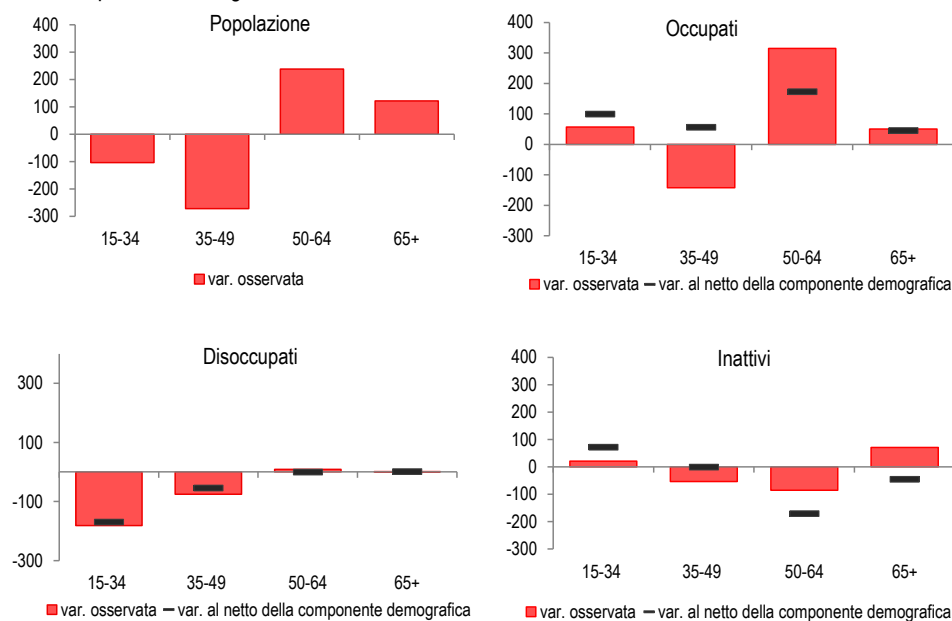 Popolazione
400
300
200
100
0
-100
-200
-300
15-34 35-49 50-64 65+
var. osservata
Occupati
400
300
200
100
0
-100
-200
-300
15-34 35-49 50-64 65+
var. osservata var. al netto della componente demografica
Disoccupati
300
100
-100
-300
15-34 35-49 50-64 65+
var. osservata var. al netto della componente demografica
Inattivi
400
300
200
100
0
-100
-200
-300
15-34 35-49 50-64 65+
var. osservata var. al netto della componente demografica